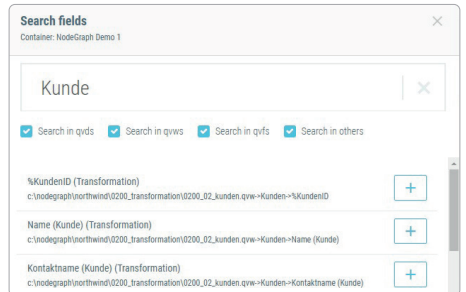 Search fields
Container: NodeGraph Demo 1
Kunde
Search in qvds Search in qvws Search in qvfs Search in others
%KundenID (Transformation)
c:\nodegraph\northwind\0200_transformation\0200_02_kunden.qvw->Kunden->%KundenID
Name (Kunde) (Transformation)
c:\nodegraph\northwind\0200_transformation\0200_02_kunden.qvw->Kunden->Name (Kunde)
Kontaktname (Kunde) (Transformation)
c:\nodegraph\northwind\0200_transformation\0200_02_kunden.qvw->Kunden->Kontaktname (Kunde)